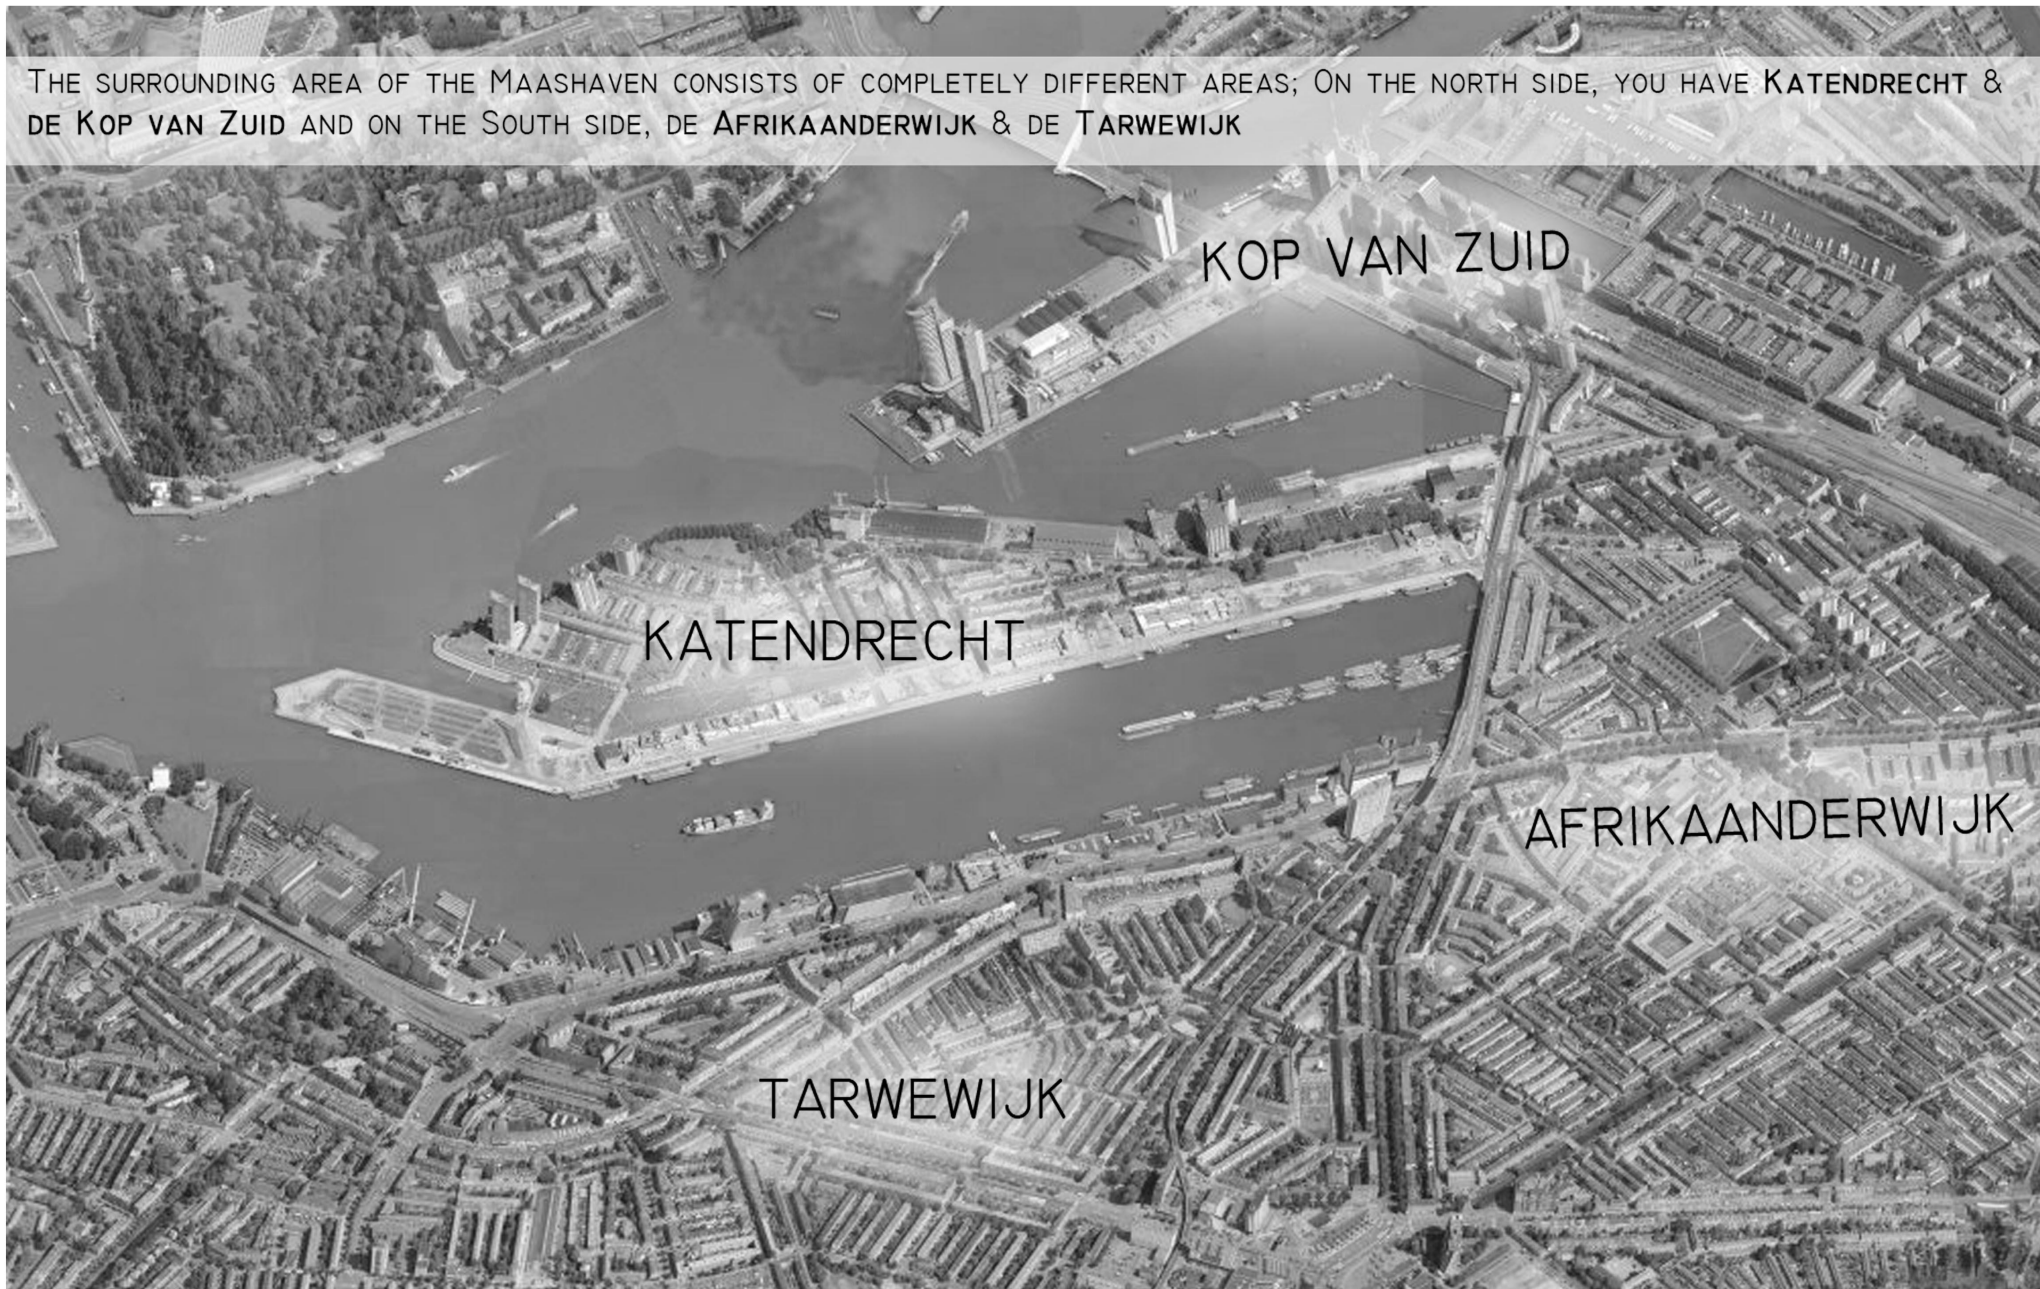 The surrounding area of the Maashaven consists of completely different areas; On the north side, you have Katendrecht &
de Kop van Zuid and on the South side, de Afrikaanderwijk & de Tarwewijk
KOP VAN ZUID
KATENDRECHT
AFRIKAANDERWIJK
TARWEWIJK